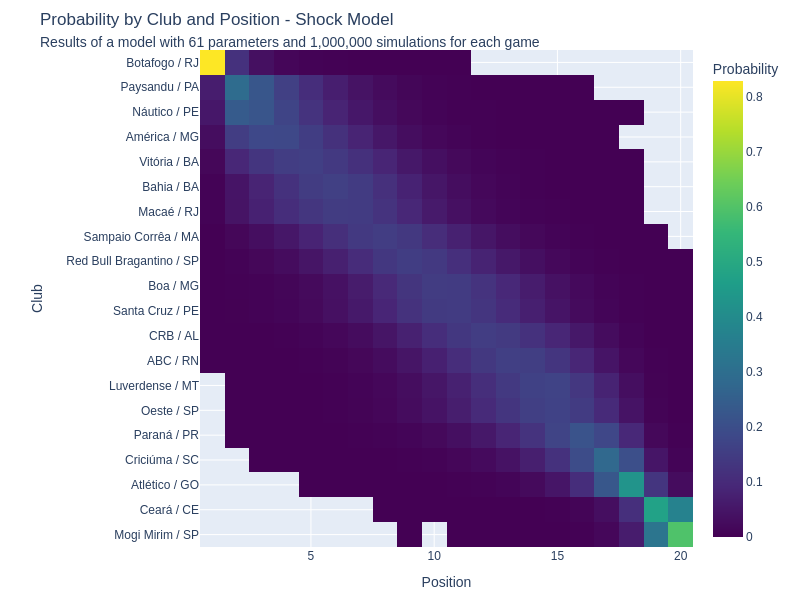 Probability by Club and Position - Shock Model
Results of a model with 61 parameters and 1,000,000 simulations for each game
Probability
Club
Botafogo / RJ
Paysandu / PA
Náutico / PE
América / MG
Vitória / BA
Bahia / BA
Macaé / RJ
Sampaio Corrêa / MA
Red Bull Bragantino / SP
Boa / MG
Santa Cruz / PE
CRB / AL
ABC / RN
Luverdense / MT
Oeste / SP
Paraná / PR
Criciúma / SC
Atlético / GO
Ceará / CE
Mogi Mirim / SP
0.8
0.7
0.6
0.5
0.4
0.3
0.2
0.1
0
5
10
15
20
Position